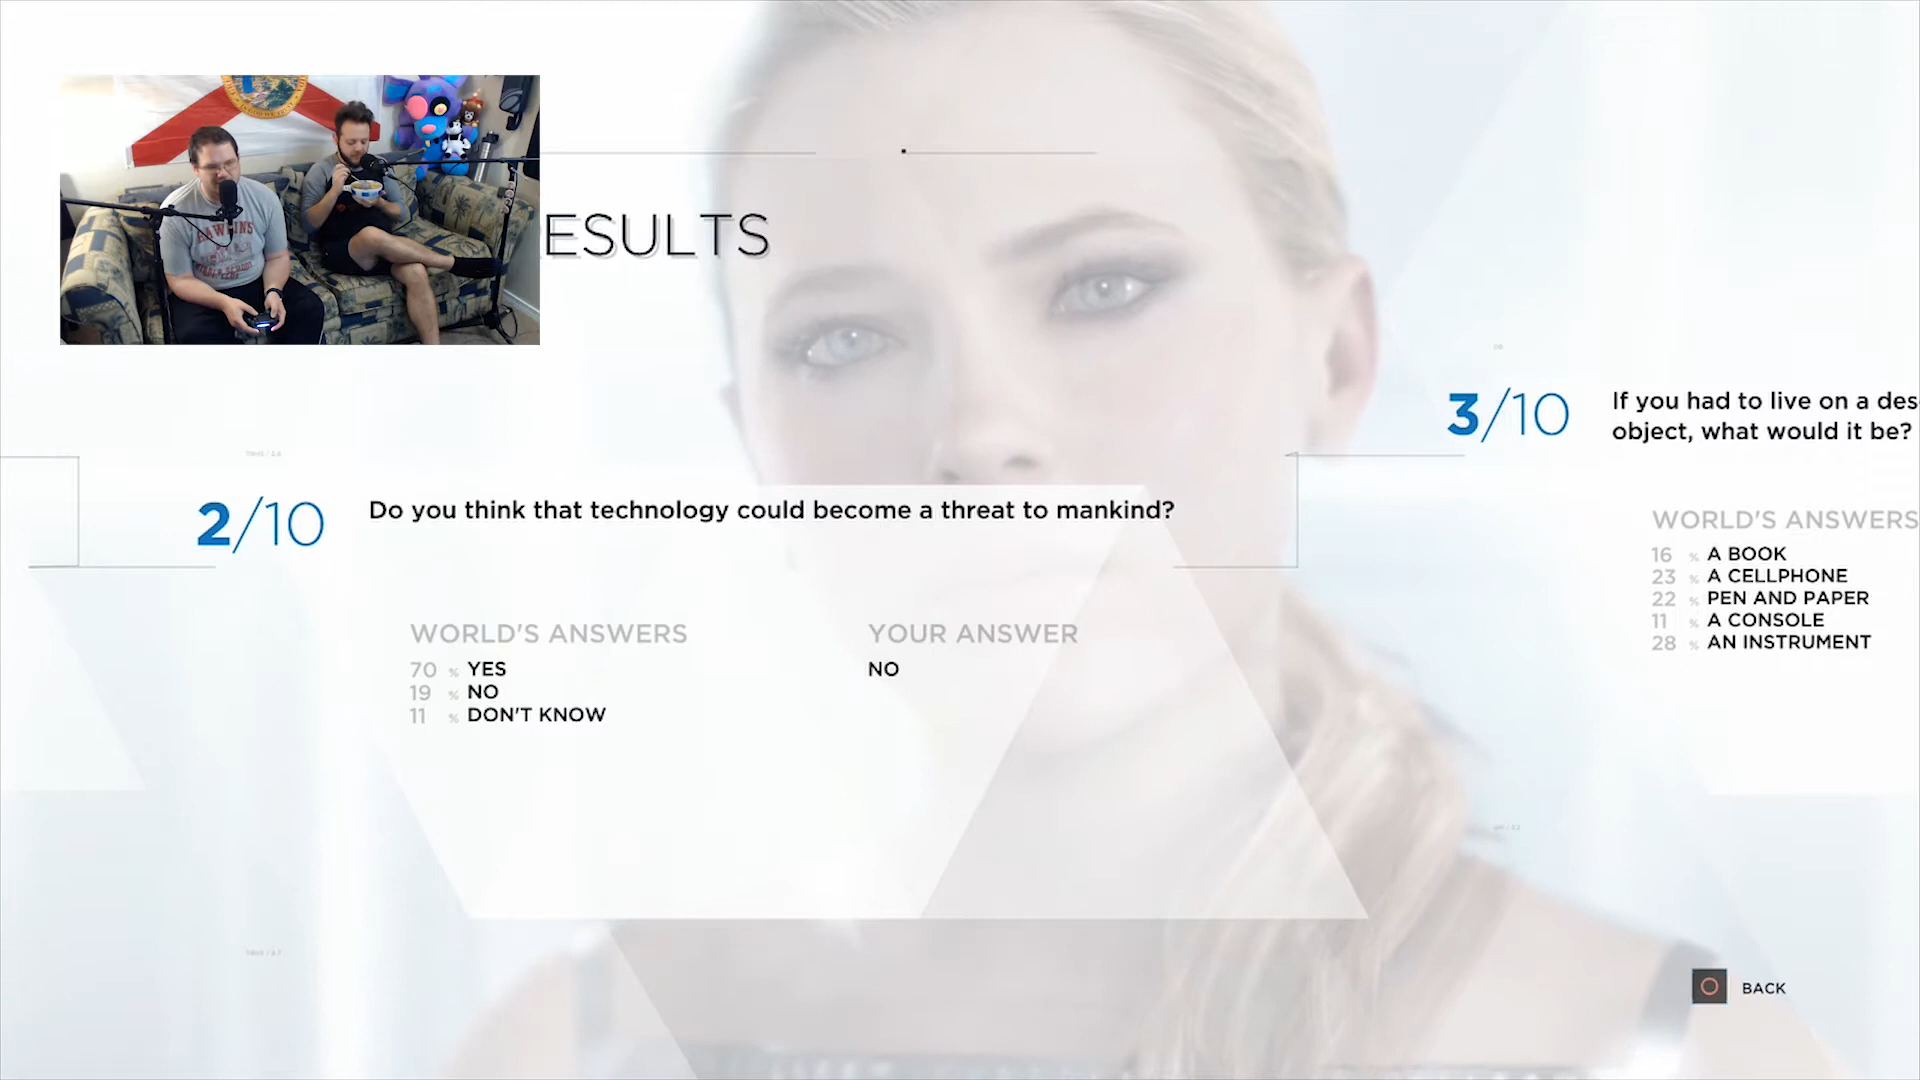 ESULTS
2/10
Do you think that technology could become a threat to mankind?
WORLD'S ANSWERS
70 % YES
19 % NO
11 % DON'T KNOW
YOUR ANSWER
NO
3/10
If you had to live on a des
object, what would it be?
WORLD'S ANSWERS
16 % A BOOK
23 % A CELLPHONE
22 % PEN AND PAPER
11 % A CONSOLE
28 % AN INSTRUMENT
BACK